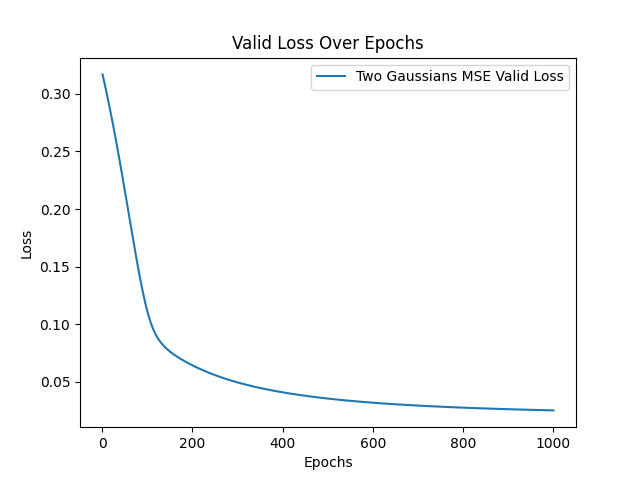 Valid Loss Over Epochs
Two Gaussians MSE Valid Loss
Loss
0.30
0.25
0.20
0.15
0.10
0.05
0 200 400 600 800 1000
Epochs